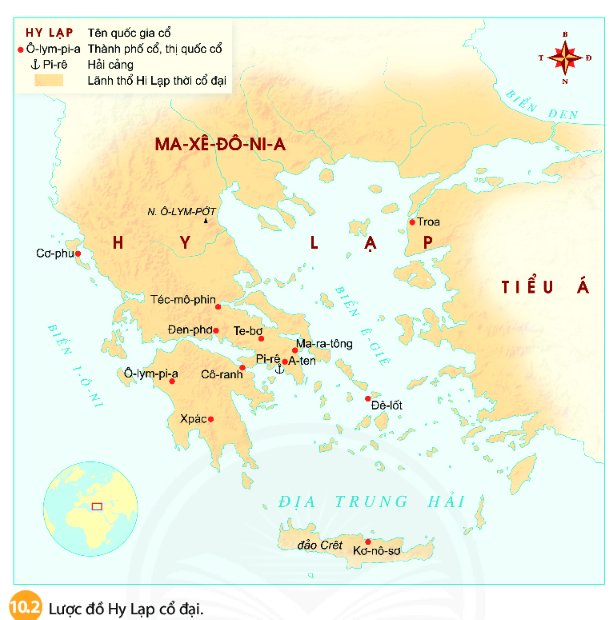 HY LẠP Tên quốc gia cổ
Ô-lym-pi-a Thành phố cổ, thị quốc cổ
Pi-rê Hải cảng
Lãnh thổ Hi Lạp thời cổ đại
B
T Đ
N
BIỂN ĐEN
MA-XÊ-ĐÔ-NI-A
N. Ô-LYM-PỚT
Troa
HY LẠP
Cơ-phu
TIỂU Á
Téc-mô-phin
BIỂN Ê-GIÊ
Đen-phơ
Te-bơ
Ma-ra-tông
BIỂN I-Ô-NI
Pi-rê
A-ten
Ô-lym-pi-a
Cô-ranh
Đê-lốt
Xpác
ĐỊA TRUNG HẢI
đảo Crêt
Kơ-nô-sơ
10.2 Lược đồ Hy Lạp cổ đại.